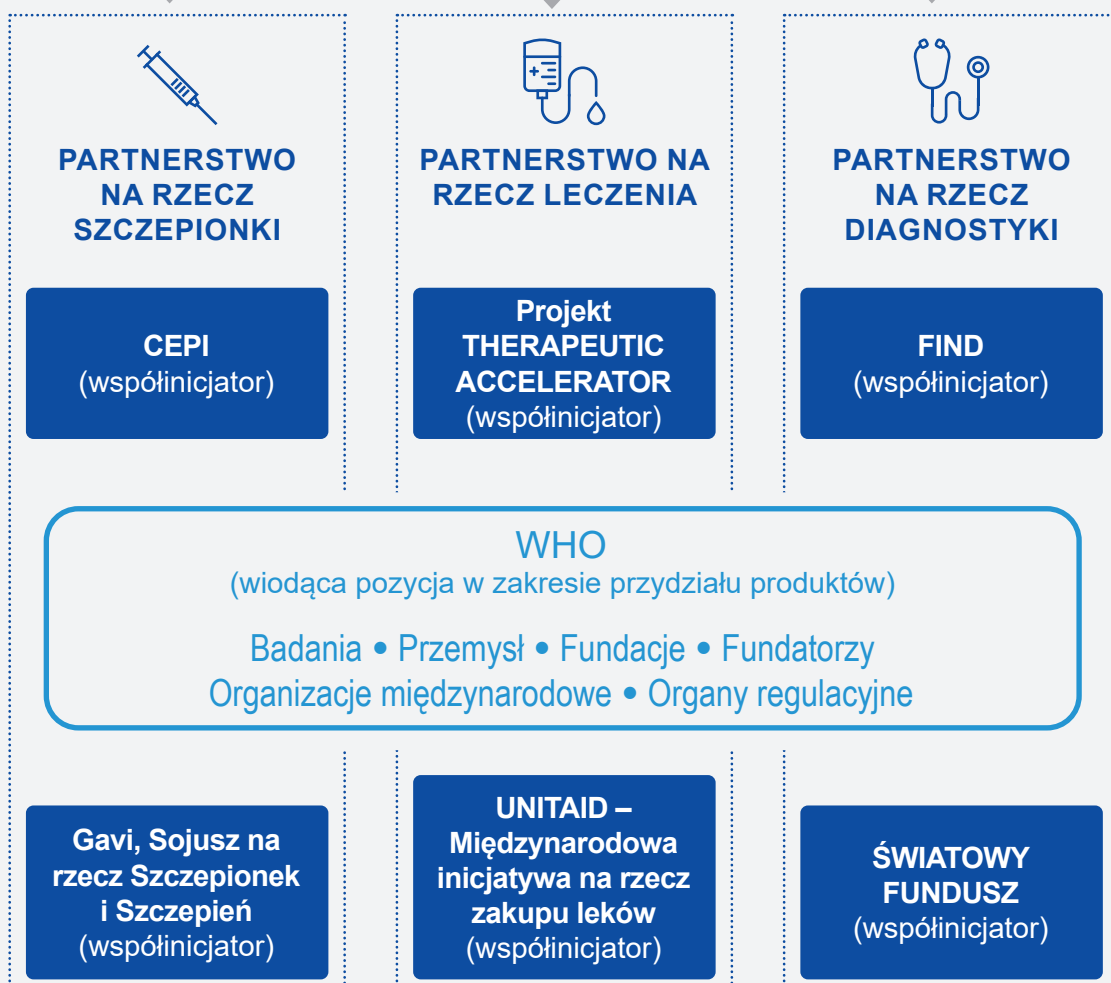 PARTNERSTWO
NA RZECZ
SZCZEPIONKI
PARTNERSTWO NA
RZECZ LECZENIA
PARTNERSTWO
NA RZECZ
DIAGNOSTYKI
CEPI
(współinicjator)
Projekt
THERAPEUTIC
ACCELERATOR
(współinicjator)
FIND
(współinicjator)
WHO
(wiodąca pozycja w zakresie przydziału produktów)
Badania • Przemysł • Fundacje • Fundatorzy
Organizacje międzynarodowe • Organy regulacyjne
Gavi, Sojusz na
rzecz Szczepionek
i Szczepień
(współinicjator)
UNITAID –
Międzynarodowa
inicjatywa na rzecz
zakupu leków
(współinicjator)
ŚWIATOWY
FUNDUSZ
(współinicjator)